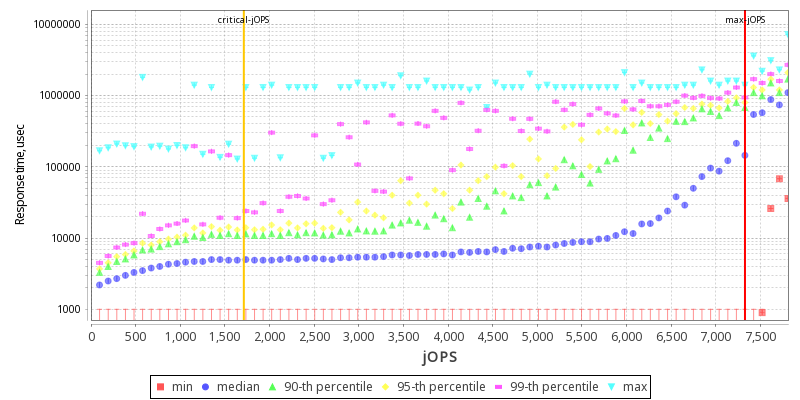 critical-jOPS
max-jOPS
10000000
1000000
100000
10000
1000
Response time, usec
0
500
1,000
1,500
2,000
2,500
3,000
3,500
4,000
4,500
5,000
5,500
6,000
6,500
7,000
7,500
jOPS
min
median
90-th percentile
95-th percentile
99-th percentile
max